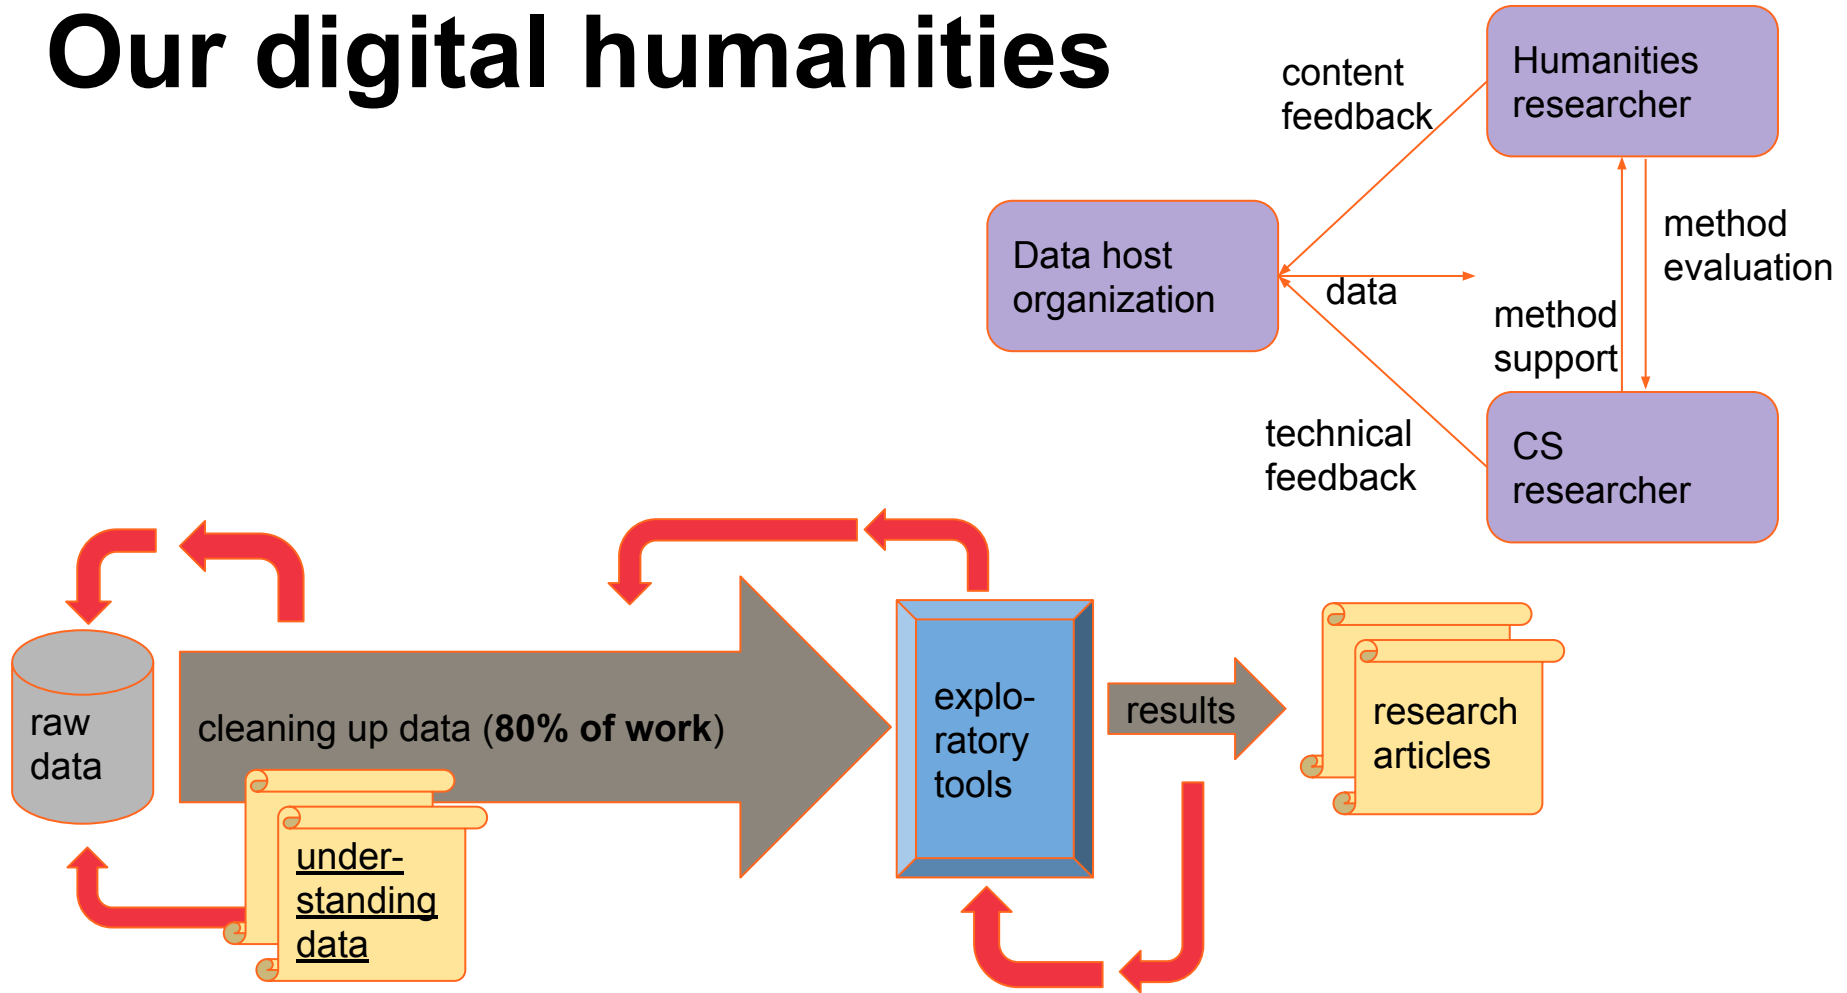 Our digital humanities
content
feedback
Humanities
researcher
method
evaluation
Data host
organization
data
method
support
technical
feedback
CS
researcher
raw
data
cleaning up data (80% of work)
under-
standing
data
explo-
ratory
tools
results
research
articles